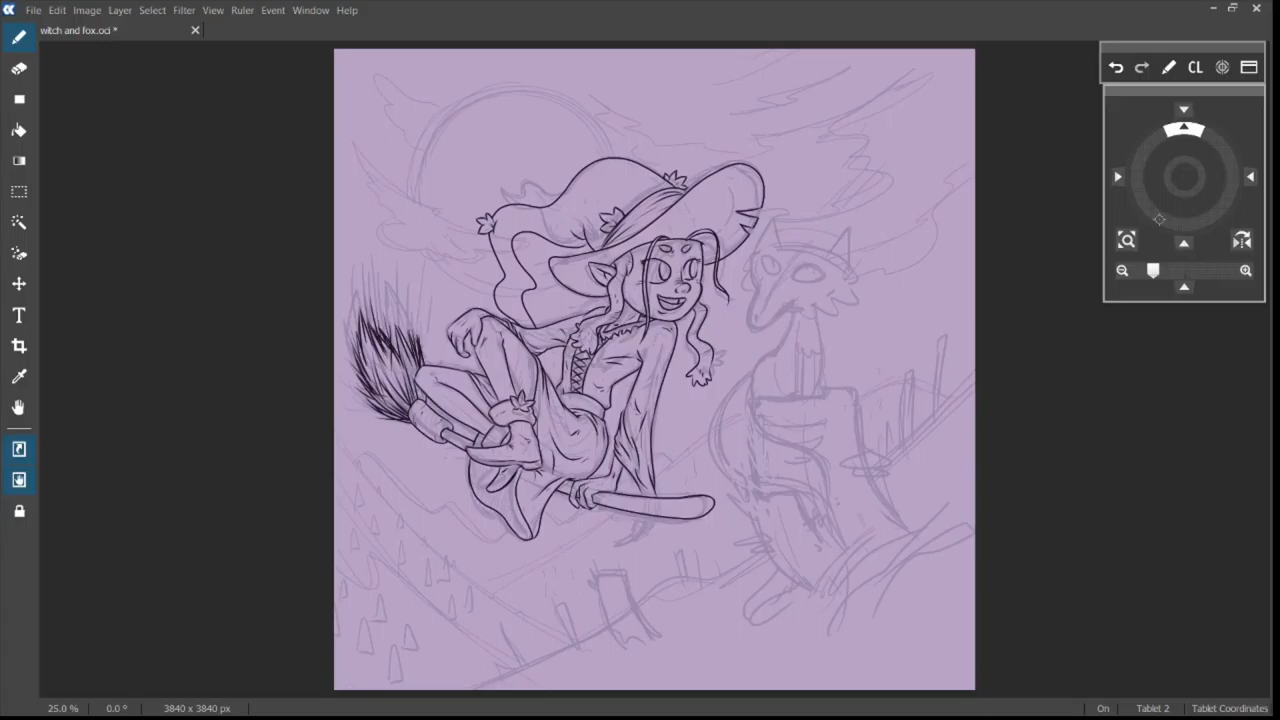 File Edit Image Layer Select Filter View Ruler Event Window Help
witch and fox.oci *
CL
T
25.0 % 0.0 ° 3840 x 3840 px On Tablet 2 Tablet Coordinates